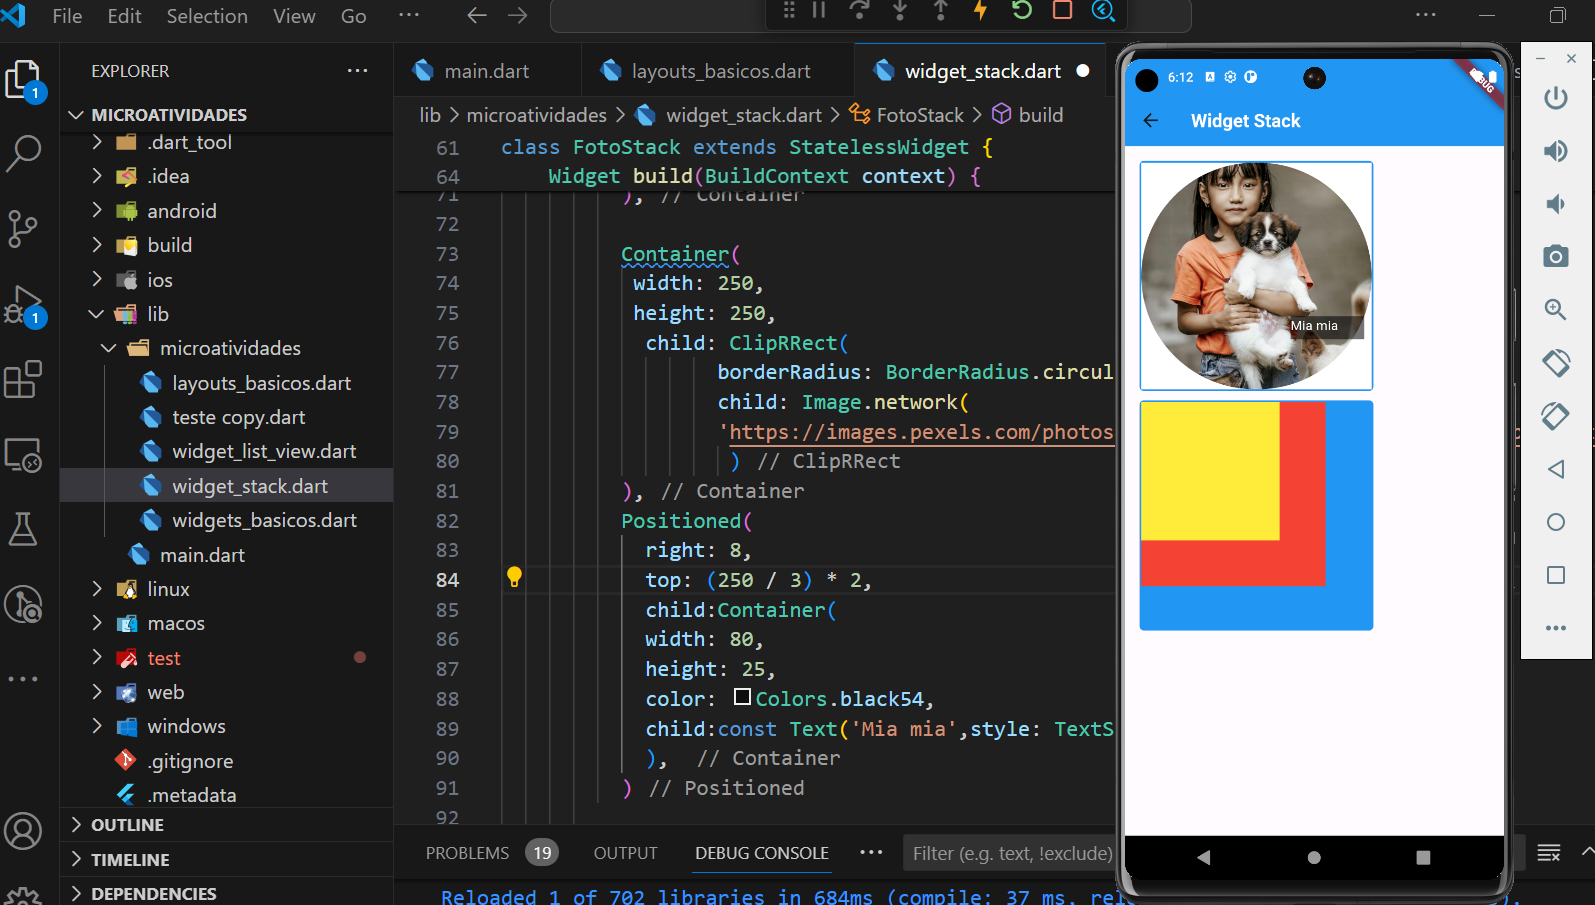 File Edit Selection View Go
EXPLORER
MICROATIVIDADES
.dart_tool
.idea
android
build
ios
lib
microatividades
layouts_basicos.dart
teste copy.dart
widget_list_view.dart
widget_stack.dart
widgets_basicos.dart
main.dart
linux
macos
test
web
windows
.gitignore
.metadata
OUTLINE
TIMELINE
DEPENDENCIES
1
1
main.dart layouts_basicos.dart widget_stack.dart
lib > microatividades > widget_stack.dart > FotoStack > build
61 class FotoStack extends StatelessWidget {
64 Widget build(BuildContext context) {
71 ), // Container
72
73 Container(
74 width: 250,
75 height: 250,
76 child: ClipRRect(
77 borderRadius: BorderRadius.circul
78 child: Image.network(
79 'https://images.pexels.com/photos
80 ) // ClipRRect
81 ), // Container
82 Positioned(
83 right: 8,
84 top: (250 / 3) * 2,
85 child:Container(
86 width: 80,
87 height: 25,
88 color: Colors.black54,
89 child:const Text('Mia mia',style: TextS
90 ), // Container
91 ) // Positioned
92
PROBLEMS 19 OUTPUT DEBUG CONSOLE
Filter (e.g. text, !exclude)
Reloaded 1 of 702 libraries in 684ms (compile: 37 ms, rel
6:12
Widget Stack
Mia mia